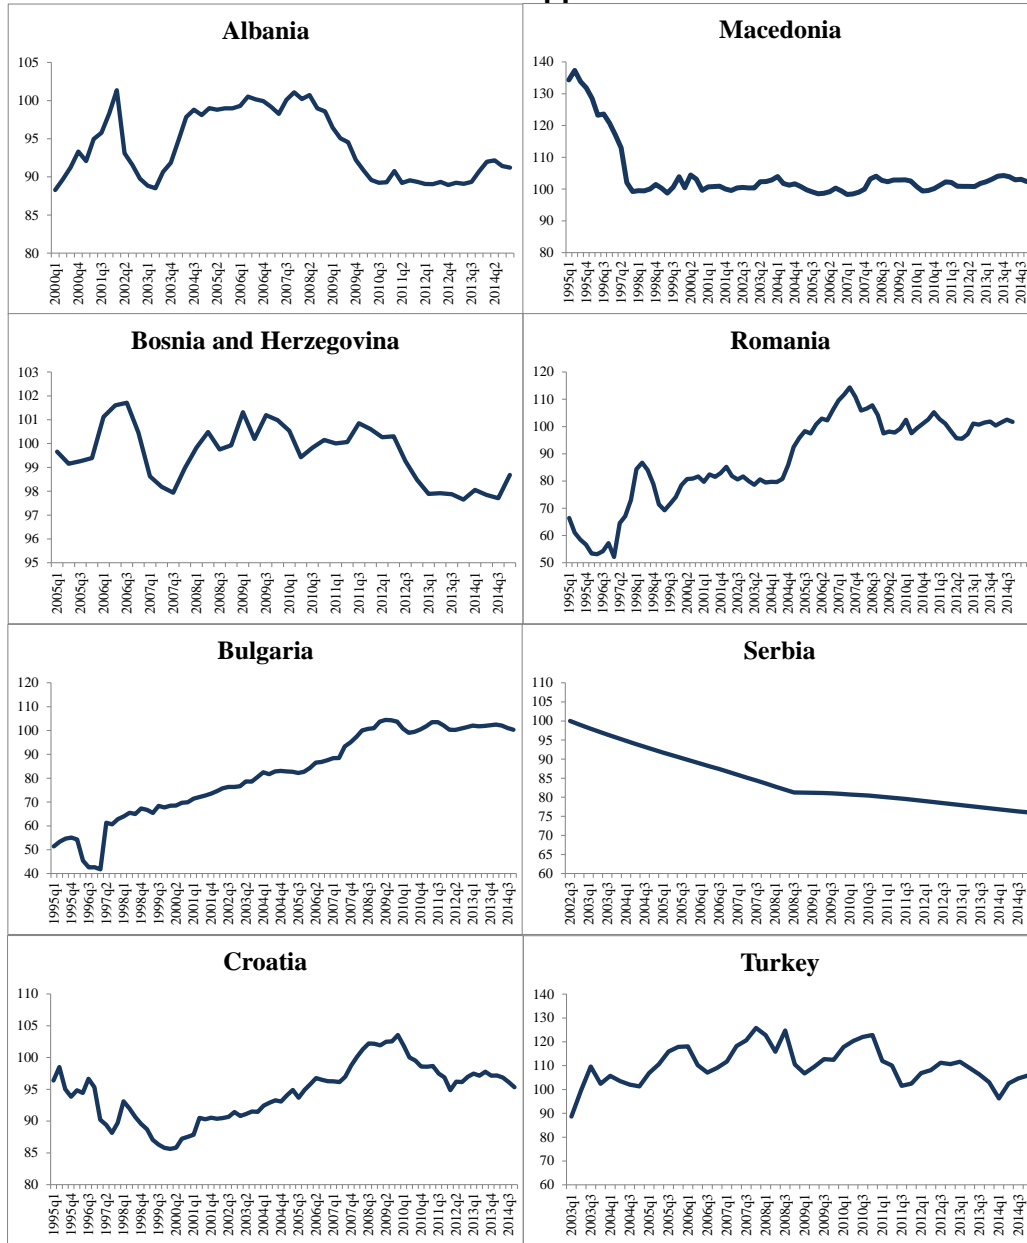 Albania
105
100
95
90
85
80
2000q1
2000q4
2001q3
2002q2
2003q1
2003q4
2004q3
2005q2
2006q1
2006q4
2007q3
2008q2
2009q1
2009q4
2010q3
2011q2
2012q1
2012q4
2013q3
2014q2
Macedonia
140
130
120
110
100
90
80
1995q1
1995q4
1996q3
1997q2
1998q1
1998q4
1999q3
2000q2
2001q1
2001q4
2002q3
2003q2
2004q1
2004q4
2005q3
2006q2
2007q1
2007q4
2008q3
2009q2
2010q1
2010q4
2011q3
2012q2
2013q1
2013q4
2014q3
Bosnia and Herzegovina
103
102
101
100
99
98
97
96
95
2005q1
2005q3
2006q1
2006q3
2007q1
2007q3
2008q1
2008q3
2009q1
2009q3
2010q1
2010q3
2011q1
2011q3
2012q1
2012q3
2013q1
2013q3
2014q1
2014q3
Romania
120
110
100
90
80
70
60
50
1995q1
1995q4
1996q3
1997q2
1998q1
1998q4
1999q3
2000q2
2001q1
2001q4
2002q3
2003q2
2004q1
2004q4
2005q3
2006q2
2007q1
2007q4
2008q3
2009q2
2010q1
2010q4
2011q3
2012q2
2013q1
2013q4
2014q3
Bulgaria
120
110
100
90
80
70
60
50
40
1995q1
1995q4
1996q3
1997q2
1998q1
1998q4
1999q3
2000q2
2001q1
2001q4
2002q3
2003q2
2004q1
2004q4
2005q3
2006q2
2007q1
2007q4
2008q3
2009q2
2010q1
2010q4
2011q3
2012q2
2013q1
2013q4
2014q3
Serbia
110
105
100
95
90
85
80
75
70
65
60
2002q3
2003q1
2003q3
2004q1
2004q3
2005q1
2005q3
2006q1
2006q3
2007q1
2007q3
2008q1
2008q3
2009q1
2009q3
2010q1
2010q3
2011q1
2011q3
2012q1
2012q3
2013q1
2013q3
2014q1
2014q3
Croatia
110
105
100
95
90
85
80
1995q1
1995q4
1996q3
1997q2
1998q1
1998q4
1999q3
2000q2
2001q1
2001q4
2002q3
2003q2
2004q1
2004q4
2005q3
2006q2
2007q1
2007q4
2008q3
2009q2
2010q1
2010q4
2011q3
2012q2
2013q1
2013q4
2014q3
Turkey
140
130
120
110
100
90
80
70
60
2003q1
2003q3
2004q1
2004q3
2005q1
2005q3
2006q1
2006q3
2007q1
2007q3
2008q1
2008q3
2009q1
2009q3
2010q1
2010q3
2011q1
2011q3
2012q1
2012q3
2013q1
2013q3
2014q1
2014q3